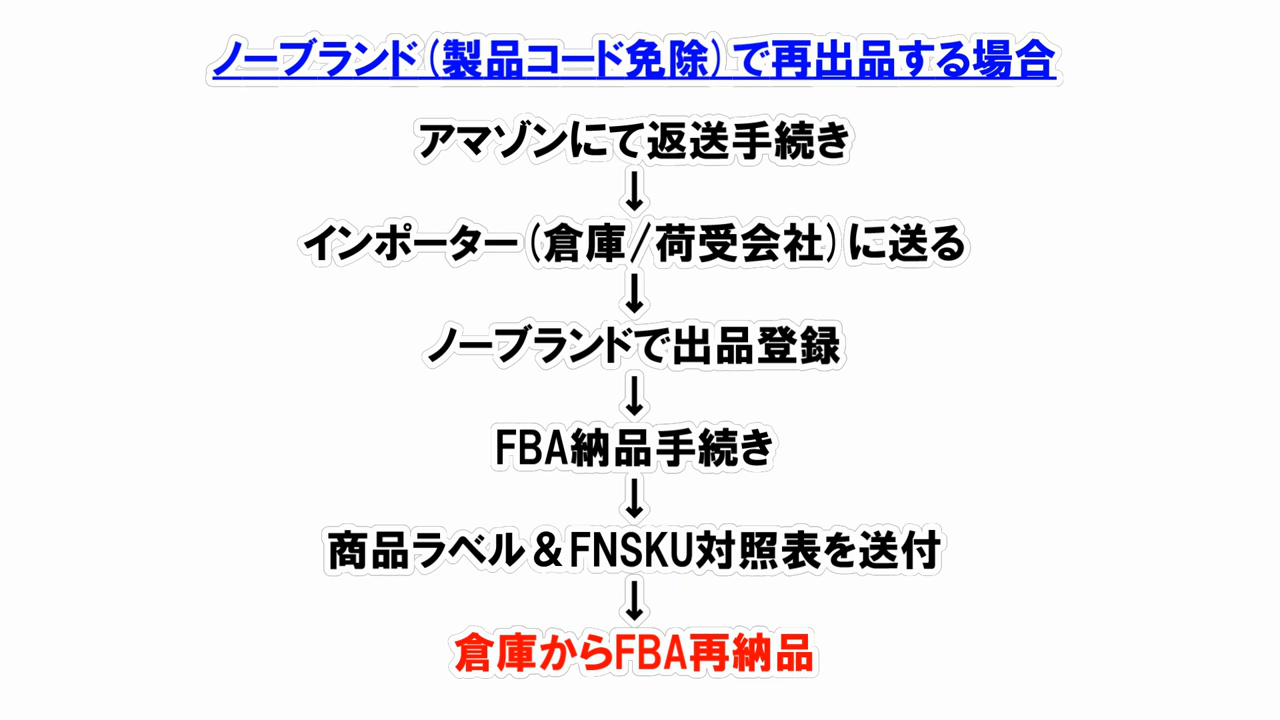 ノーブランド(製品コード免除)で再出品する場合
アマゾンにて返送手続き
↓
インポーター(倉庫/荷受会社)に送る
↓
ノーブランドで出品登録
↓
FBA納品手続き
↓
商品ラベル&FNSKU対照表を送付
↓
倉庫からFBA再納品